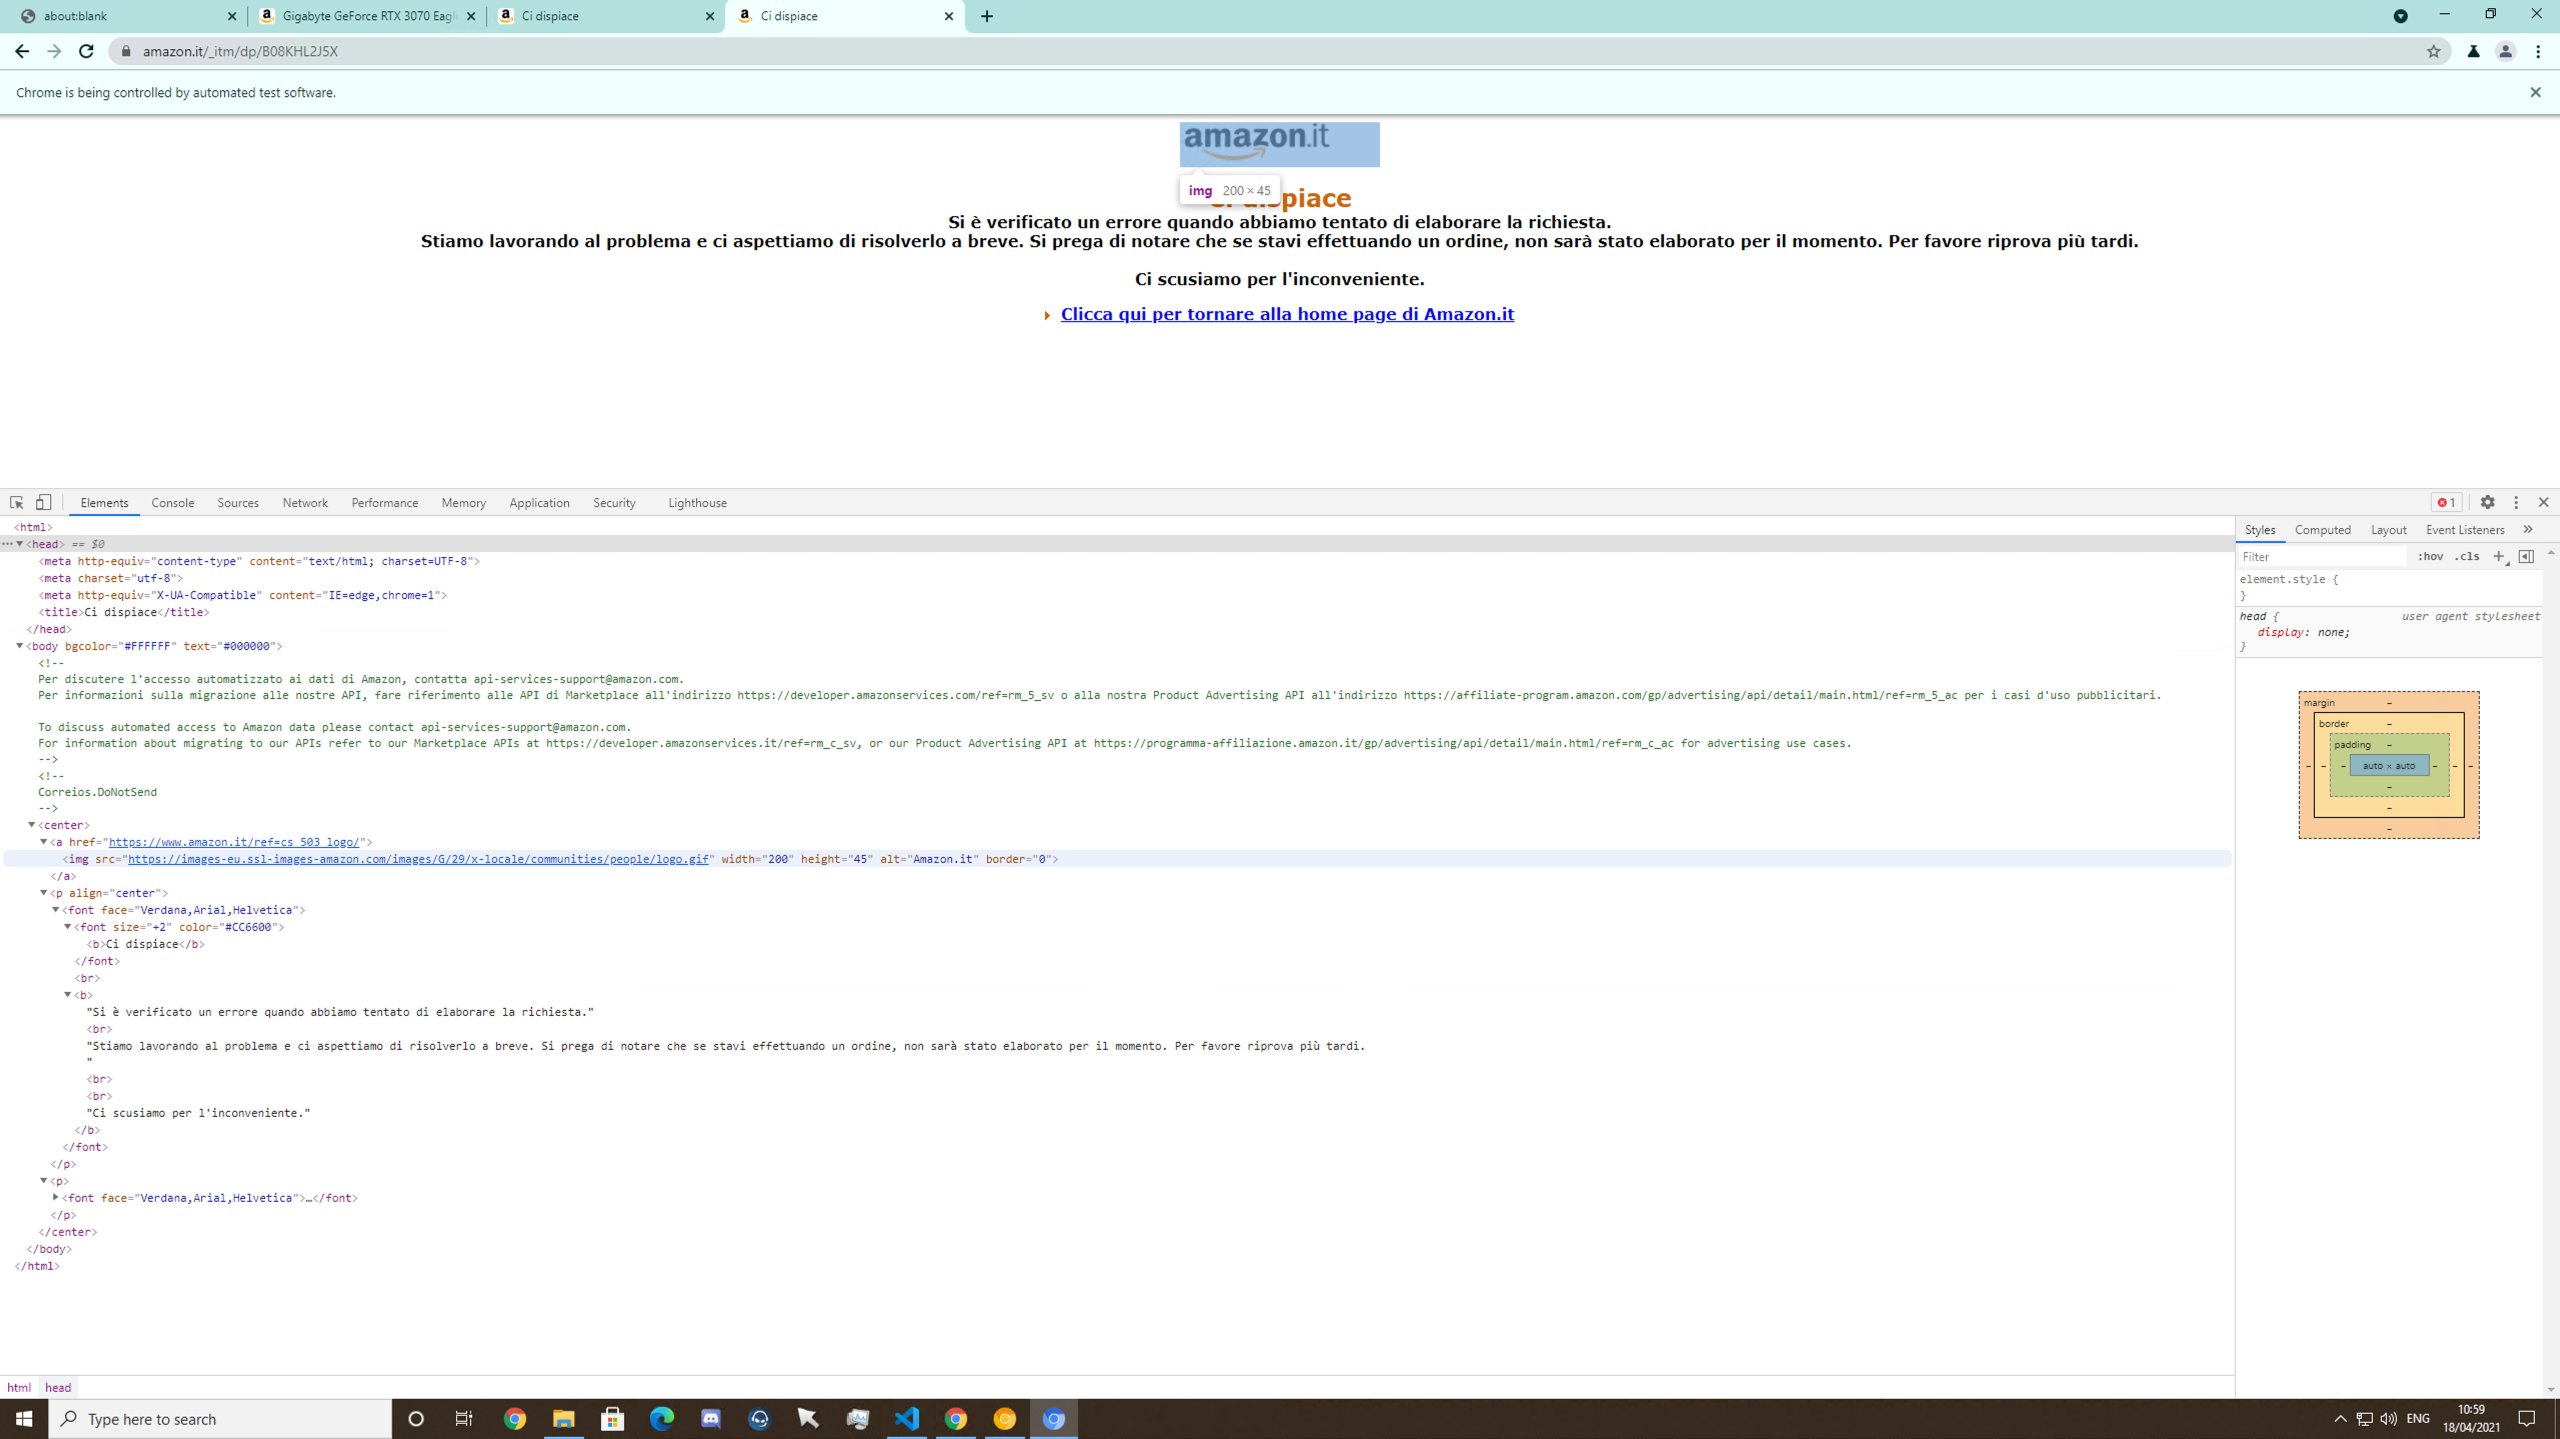 about:blank
Gigabyte GeForce RTX 3070 Eagl
Ci dispiace
Ci dispiace
amazon.it/_itm/dp/B08KHL2J5X
Chrome is being controlled by automated test software.
amazon.it
img 200 × 45
dispiace
Si è verificato un errore quando abbiamo tentato di elaborare la richiesta.
Stiamo lavorando al problema e ci aspettiamo di risolverlo a breve. Si prega di notare che se stavi effettuando un ordine, non sarà stato elaborato per il momento. Per favore riprova più tardi.
Ci scusiamo per l'inconveniente.
Clicca qui per tornare alla home page di Amazon.it
Elements Console Sources Network Performance Memory Application Security Lighthouse 1
<html>
<head> == $0
<meta http-equiv="content-type" content="text/html; charset=UTF-8">
<meta charset="utf-8">
<meta http-equiv="X-UA-Compatible" content="IE=edge,chrome=1">
<title>Ci dispiace</title>
</head>
<body bgcolor="#FFFFFF" text="#000000">
<!--
Per discutere l'accesso automatizzato ai dati di Amazon, contatta api-services-support@amazon.com.
Per informazioni sulla migrazione alle nostre API, fare riferimento alle API di Marketplace all'indirizzo https://developer.amazonservices.com/ref=rm_5_sv o alla nostra Product Advertising API all'indirizzo https://affiliate-program.amazon.com/gp/advertising/api/detail/main.html/ref=rm_5_ac per i casi d'uso pubblicitari.
To discuss automated access to Amazon data please contact api-services-support@amazon.com.
For information about migrating to our APIs refer to our Marketplace APIs at https://developer.amazonservices.it/ref=rm_c_sv, or our Product Advertising API at https://programma-affiliazione.amazon.it/gp/advertising/api/detail/main.html/ref=rm_c_ac for advertising use cases.
-->
<!--
Correios.DoNotSend
-->
<center>
<a href="https://www.amazon.it/ref=cs_503_logo/">
<img src="https://images-eu.ssl-images-amazon.com/images/G/29/x-locale/communities/people/logo.gif" width="200" height="45" alt="Amazon.it" border="0">
</a>
<p align="center">
<font face="Verdana,Arial,Helvetica">
<font size="+2" color="#CC6600">
<b>Ci dispiace</b>
</font>
<br>
<b>
"Si è verificato un errore quando abbiamo tentato di elaborare la richiesta."
<br>
"Stiamo lavorando al problema e ci aspettiamo di risolverlo a breve. Si prega di notare che se stavi effettuando un ordine, non sarà stato elaborato per il momento. Per favore riprova più tardi.
"
<br>
<br>
"Ci scusiamo per l'inconveniente."
</b>
</font>
</p>
<p>
<font face="Verdana,Arial,Helvetica">…</font>
</p>
</center>
</body>
</html>
html head
Styles Computed Layout Event Listeners »
Filter :hov .cls +
element.style {
}
head { user agent stylesheet
display: none;
}
margin –
border –
padding –
– – – auto × auto – – –
–
–
–
Type here to search
ENG
10:59
18/04/2021